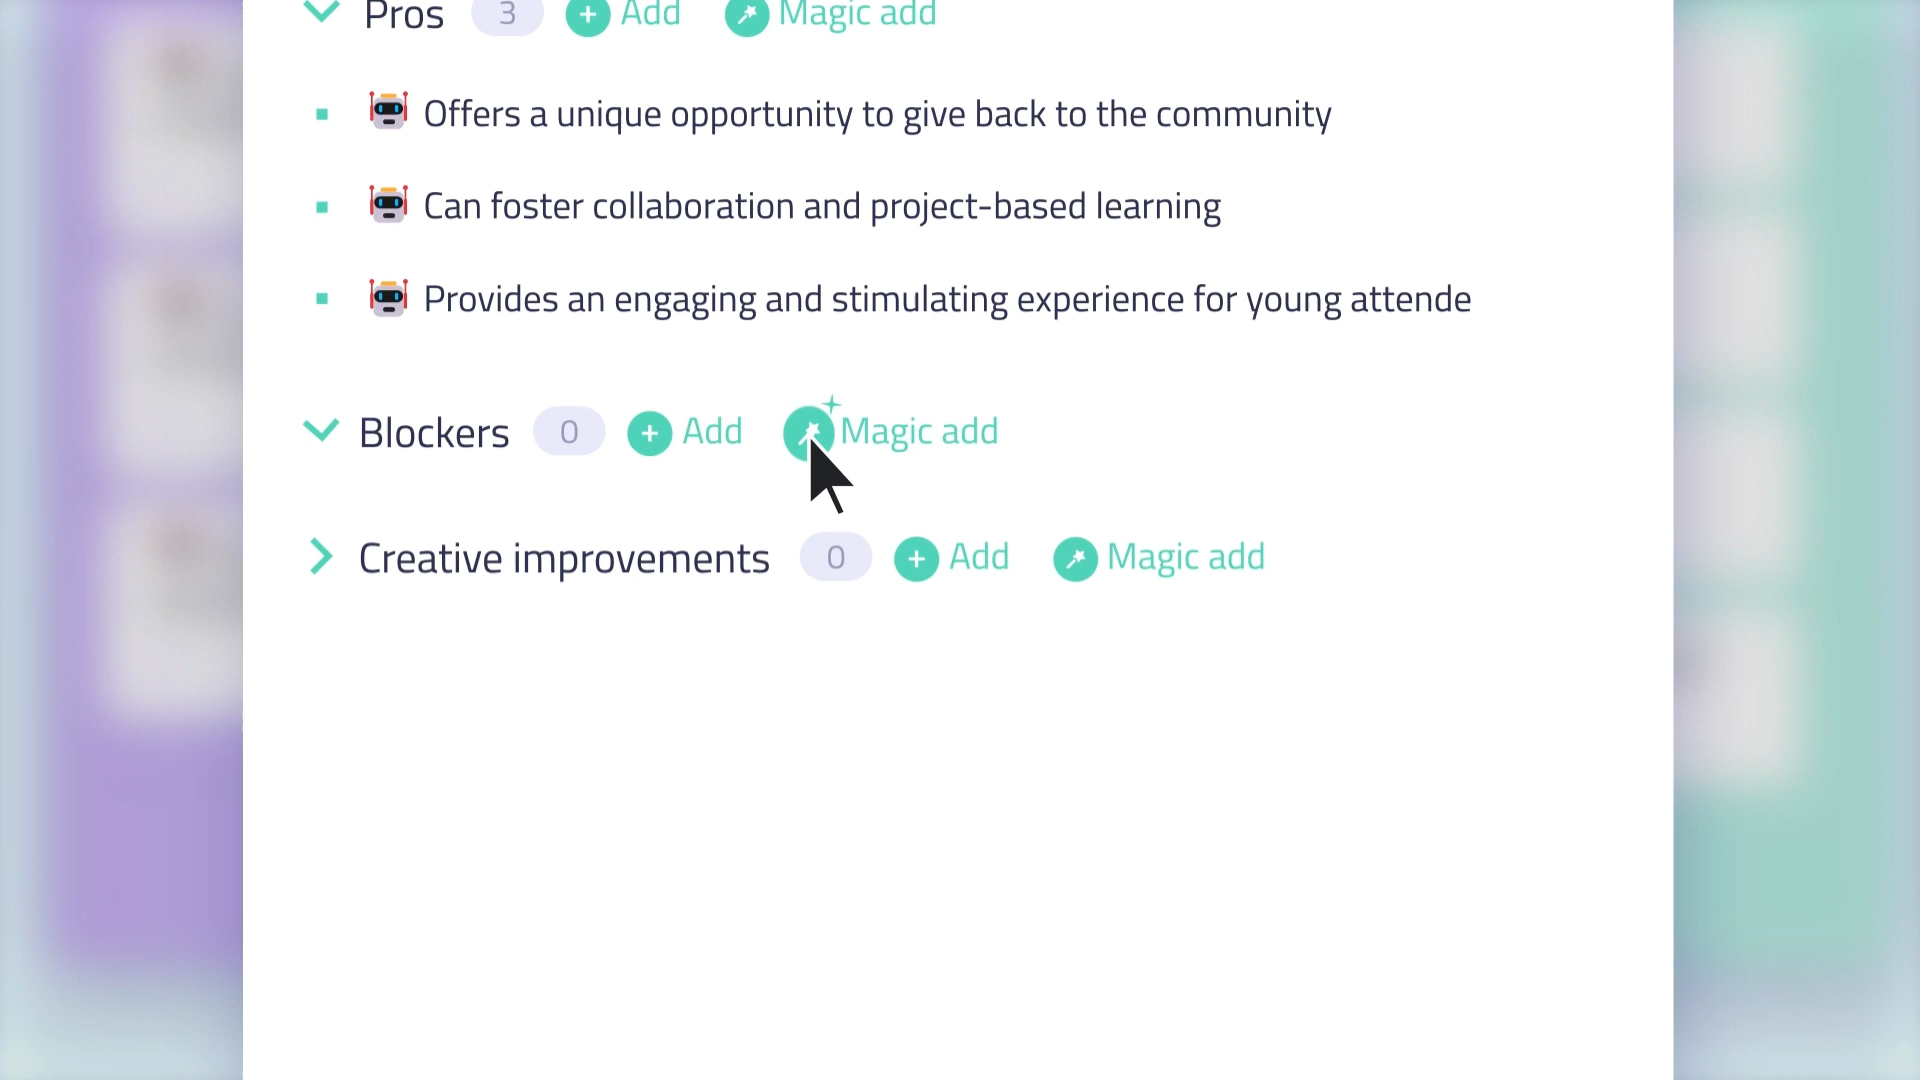 Pros 3 + Add Magic add
Offers a unique opportunity to give back to the community
Can foster collaboration and project-based learning
Provides an engaging and stimulating experience for young attende
Blockers 0 + Add Magic add
Creative improvements 0 + Add Magic add